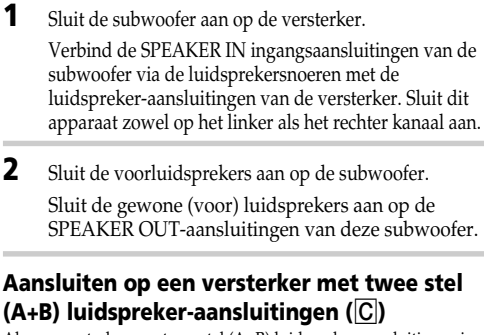 1 Sluit de subwoofer aan op de versterker.
Verbind de SPEAKER IN ingangsaansluitingen van de
subwoofer via de luidsprekersnoeren met de
luidspreker-aansluitingen van de versterker. Sluit dit
apparaat zowel op het linker als het rechter kanaal aan.
2 Sluit de voorluidsprekers aan op de subwoofer.
Sluit de gewone (voor) luidsprekers aan op de
SPEAKER OUT-aansluitingen van deze subwoofer.
Aansluiten op een versterker met twee stel
(A+B) luidspreker-aansluitingen (C)